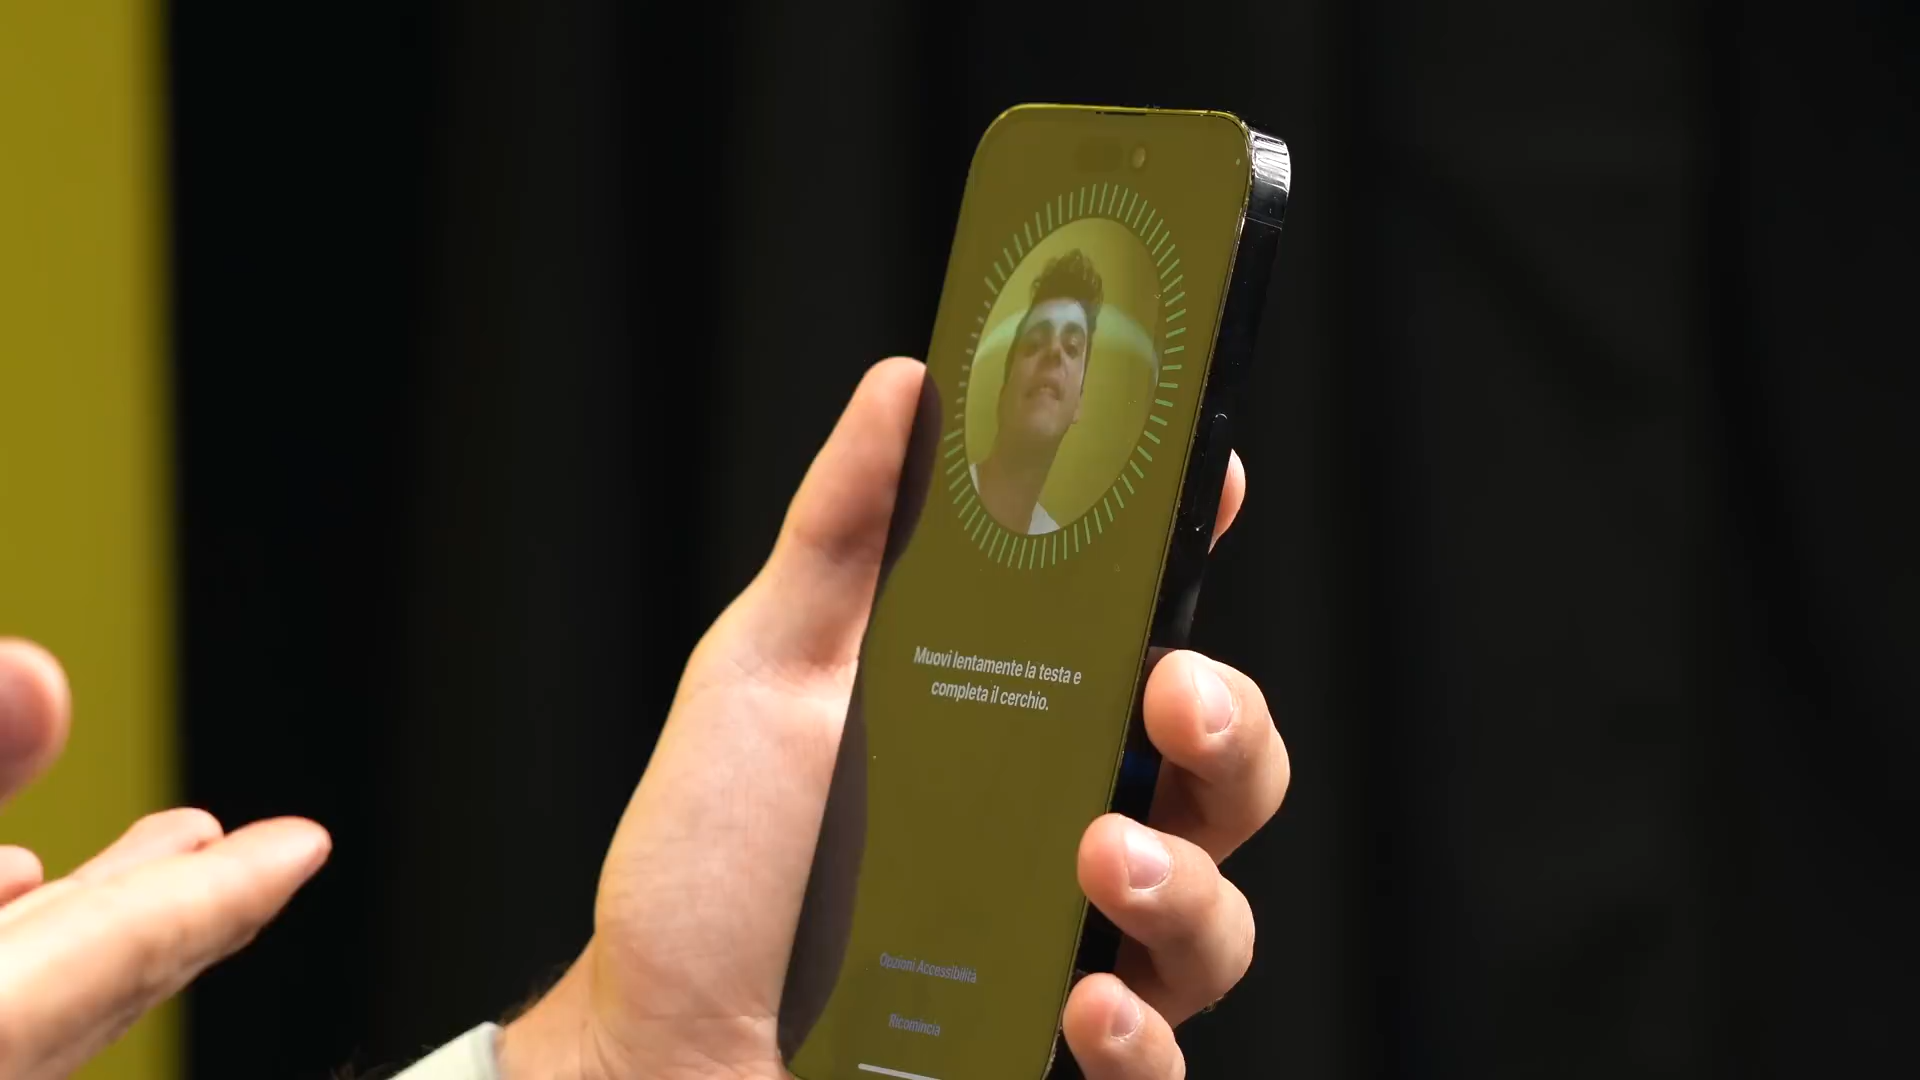 Muovi lentamente la testa e
completa il cerchio.
Opzioni Accessibilità
Ricomincia